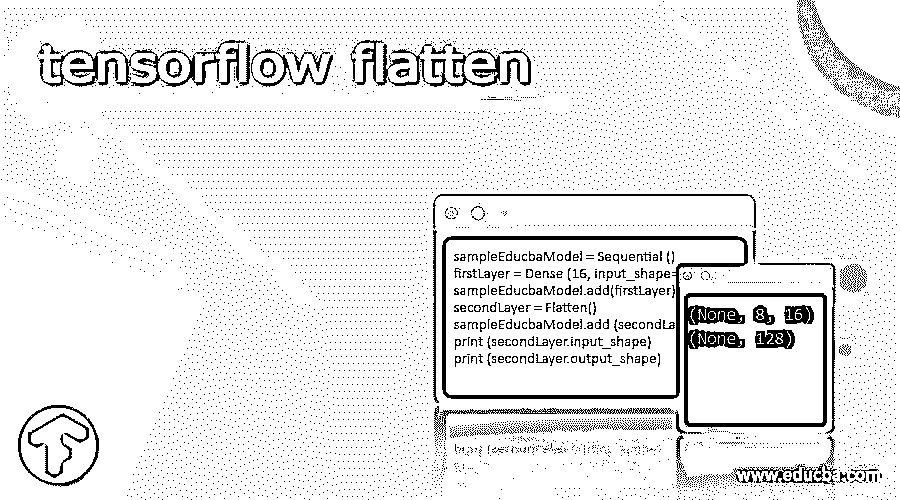 tensorflow flatten
sampleEducbaModel = Sequential ()
firstLayer = Dense (16, input_shape=
sampleEducbaModel.add(firstLayer)
secondLayer = Flatten()
sampleEducbaModel.add (secondLa
print (secondLayer.input_shape)
print (secondLayer.output_shape)
(None, 8, 16)
(None, 128)
www.educba.com